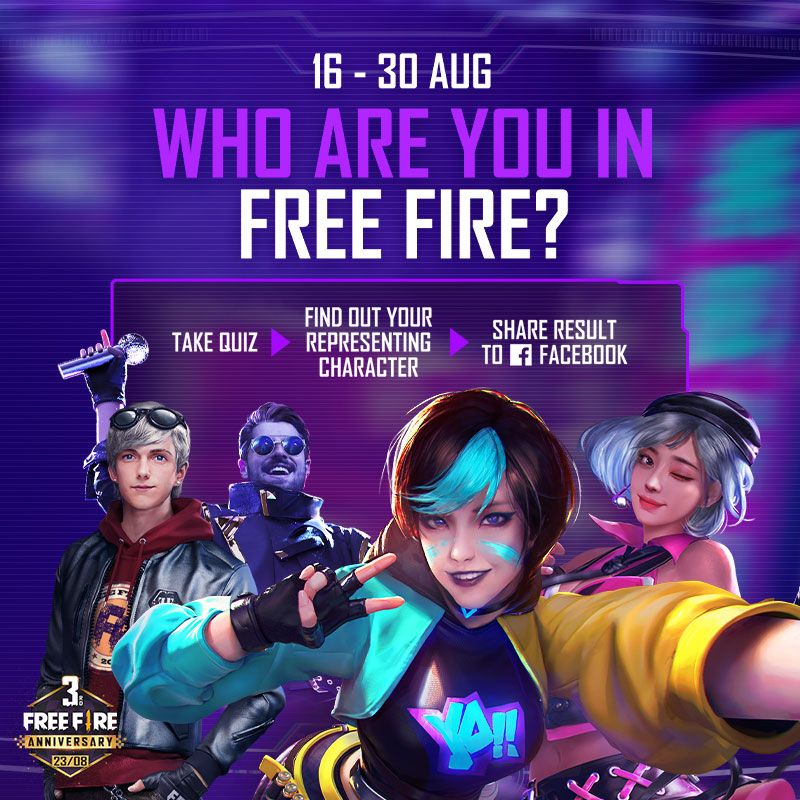 16 - 30 AUG
WHO ARE YOU IN
FREE FIRE?
TAKE QUIZ
FIND OUT YOUR
REPRESENTING
CHARACTER
SHARE RESULT
TO f FACEBOOK
YO!!
3RD
FREE FIRE
ANNIVERSARY
23/08